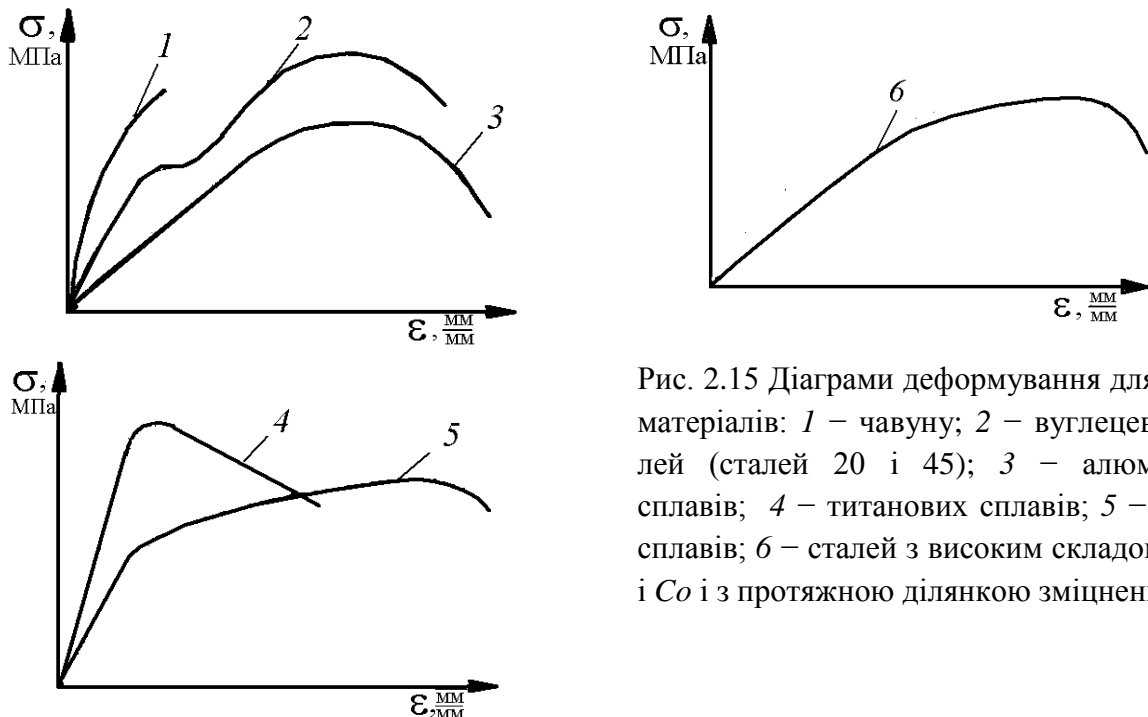 σ,
МПа
1
2
3
ε, мм/мм
σ,
МПа
6
ε, мм/мм
σ,
МПа
4
5
ε, мм/мм
Рис. 2.15 Діаграми деформування для
матеріалів: 1 − чавуну; 2 − вуглецев
лей (сталей 20 і 45); 3 − алюм
сплавів; 4 − титанових сплавів; 5 −
сплавів; 6 − сталей з високим складо
і Co і з протяжною ділянкою зміцнен